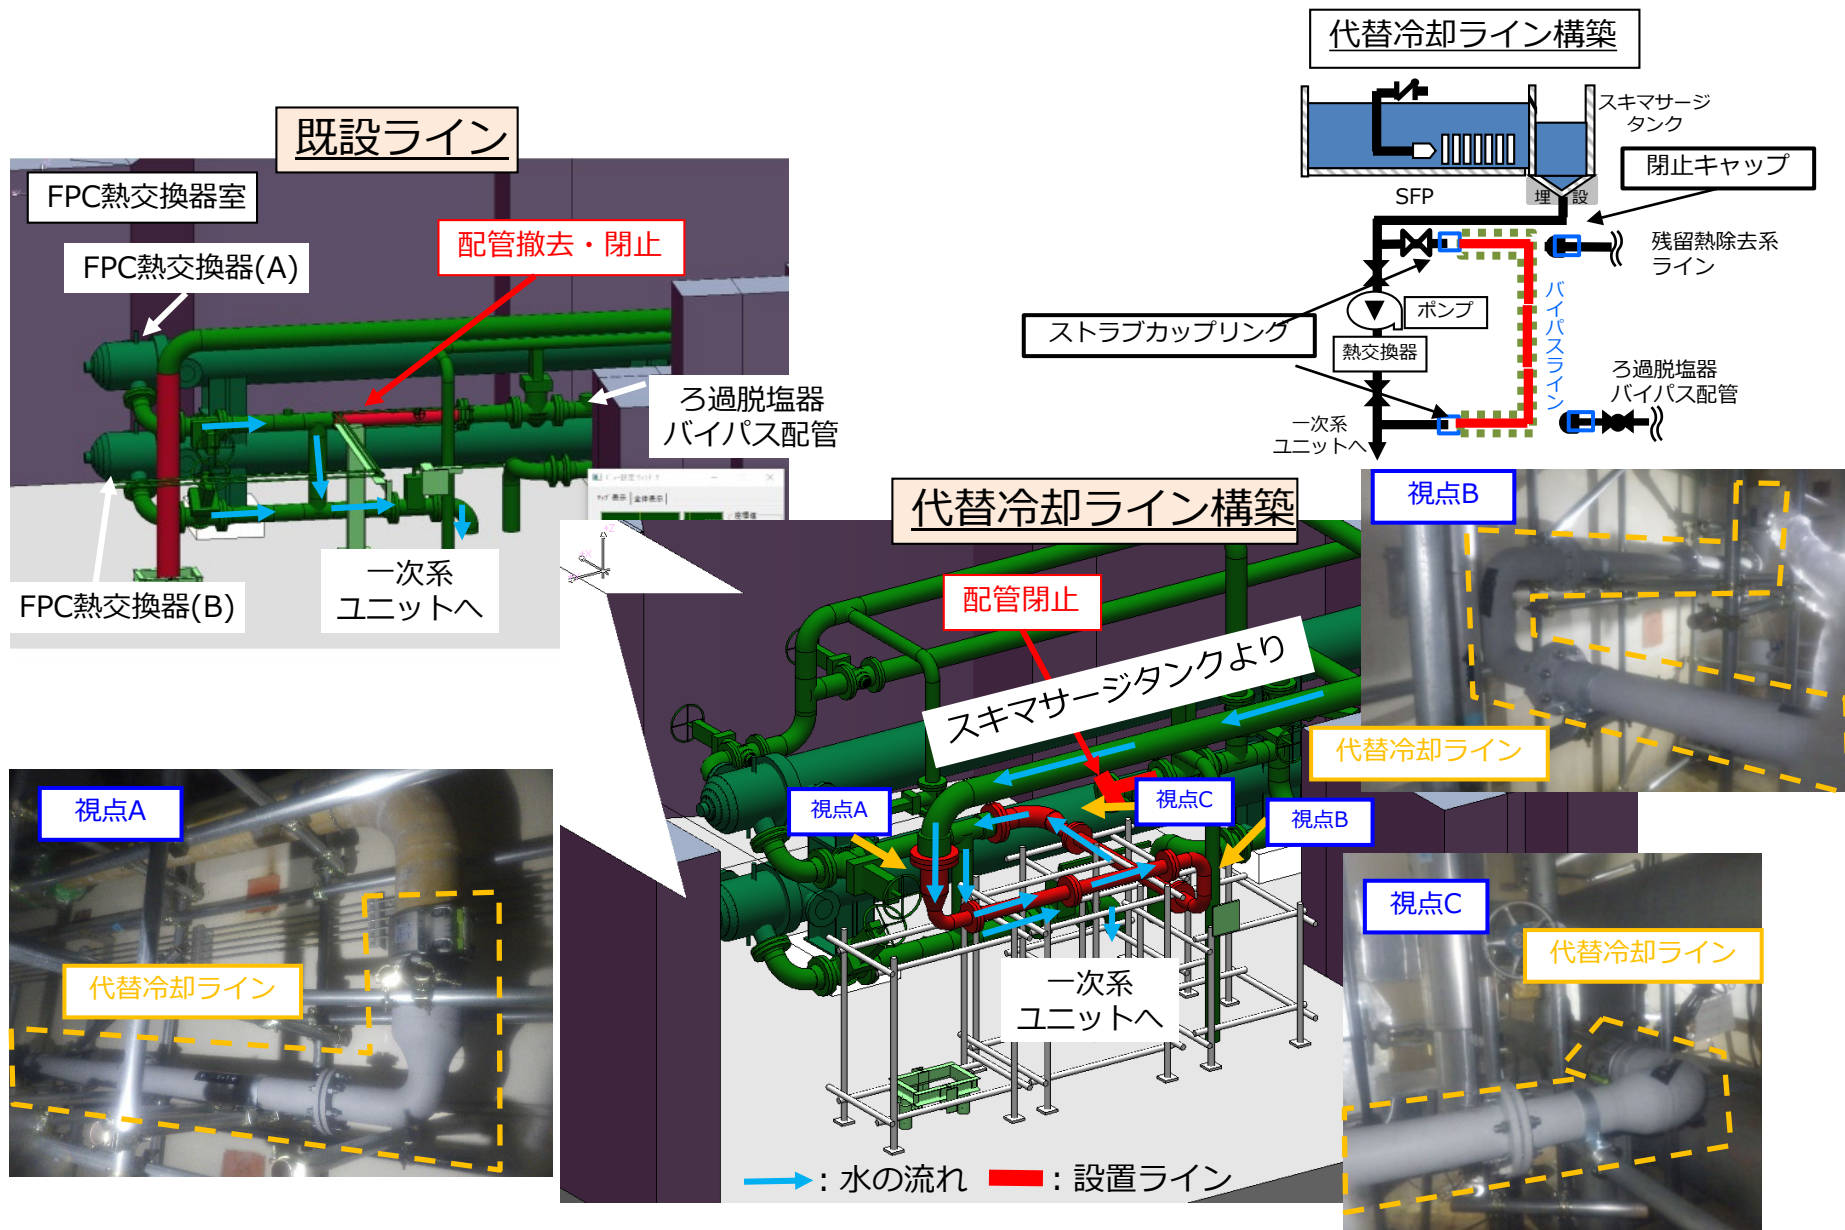 代替冷却ライン構築
スキマサージ
タンク
閉止キャップ
SFP
埋 設
残留熱除去系
ライン
ストラブカップリング
ポンプ
熱交換器
バイパスライン
ろ過脱塩器
バイパス配管
一次系
ユニットへ
既設ライン
FPC熱交換器室
配管撤去・閉止
FPC熱交換器(A)
ろ過脱塩器
バイパス配管
一次系
ユニットへ
FPC熱交換器(B)
全体表示
代替冷却ライン構築
配管閉止
スキマサージタンクより
視点A
視点C
視点B
一次系
ユニットへ
:水の流れ
:設置ライン
視点B
代替冷却ライン
視点A
代替冷却ライン
視点C
代替冷却ライン